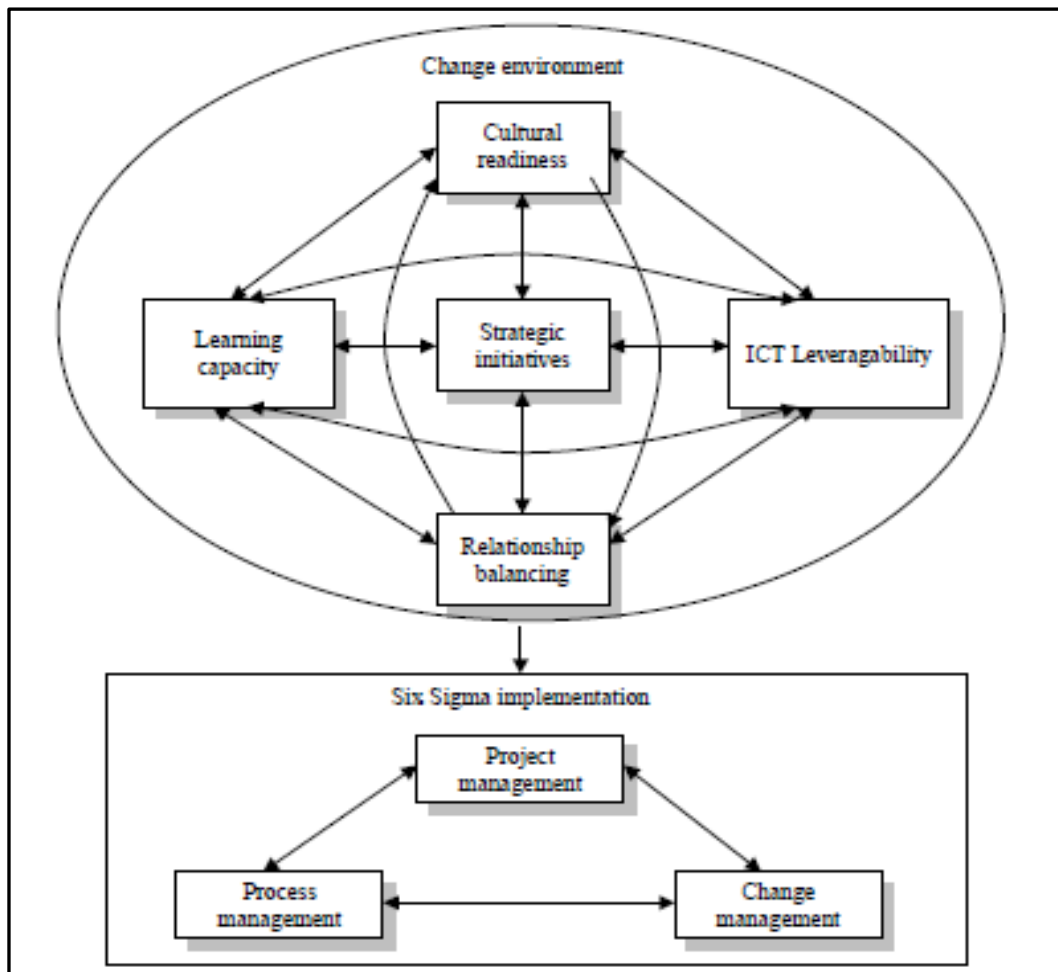 Change environment
Cultural
readiness
Learning
capacity
Strategic
initiatives
ICT Leveragability
Relationship
balancing
Six Sigma implementation
Project
management
Process
management
Change
management